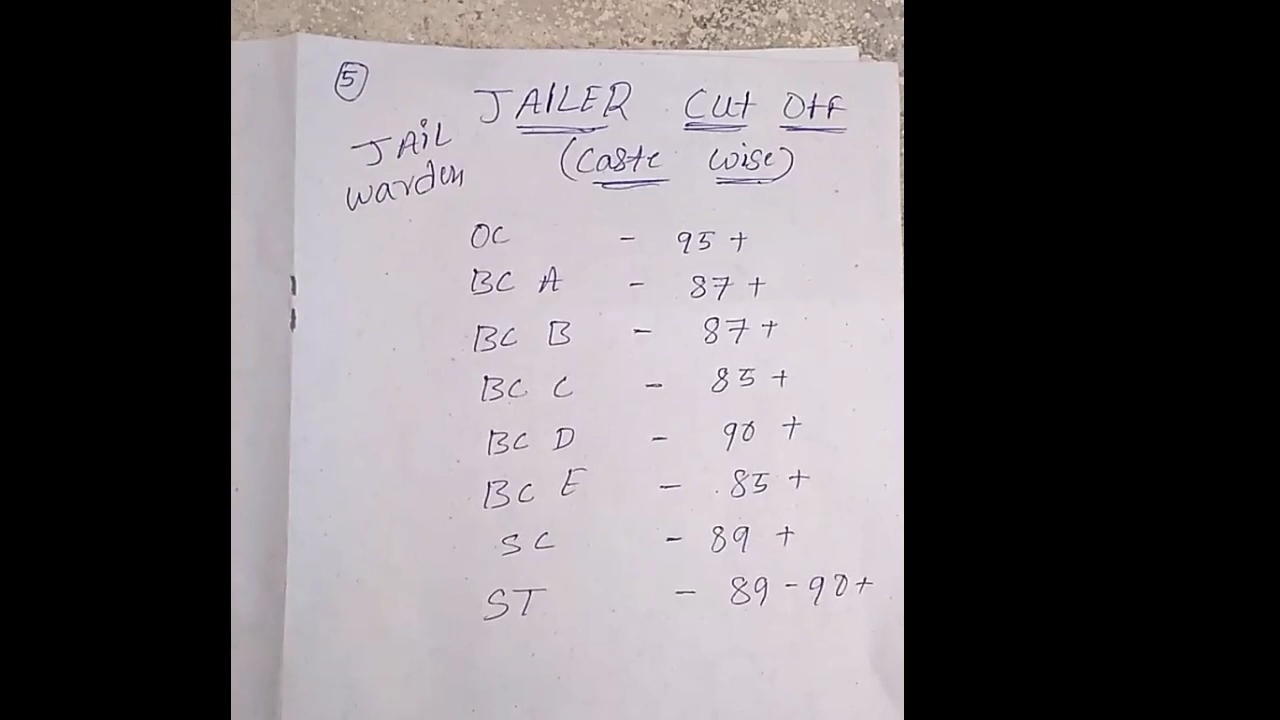 5
JAILER Cut Off
JAiL
warden
(Caste wise)
OC - 95 +
BC A - 87 +
BC B - 87 +
BC C - 85 +
BC D - 90 +
BC E - 85 +
SC - 89 +
ST - 89 - 90 +